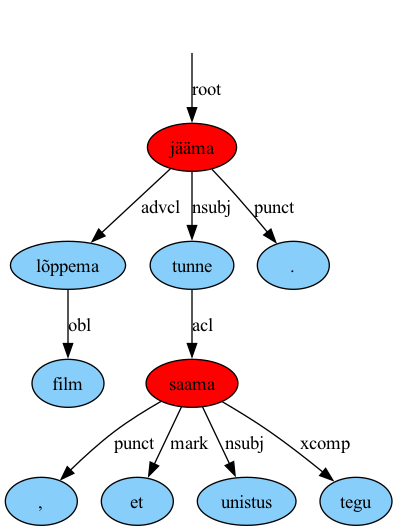 root
jääma
advcl nsubj punct
lõppema tunne .
obl acl
film saama
punct mark nsubj xcomp
, et unistus tegu